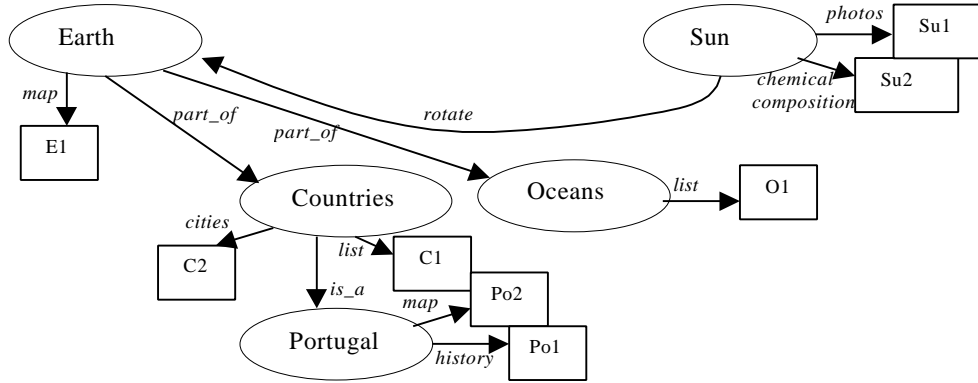 Earth
Sun
photos
Su1
chemical
composition
Su2
map
part_of
part_of
rotate
E1
Countries
Oceans
list
O1
cities
list
C2
C1
is_a
map
Po2
Portugal
history
Po1